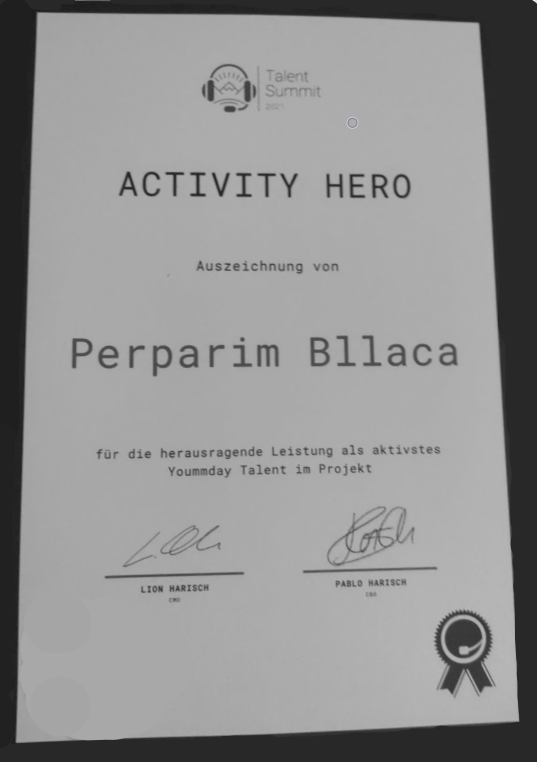 Talent
Summit
2021
ACTIVITY HERO
Auszeichnung von
Perparim Bllaca
für die herausragende Leistung als aktivstes
Yoummday Talent im Projekt
LION HARISCH
PABLO HARISCH
CMO